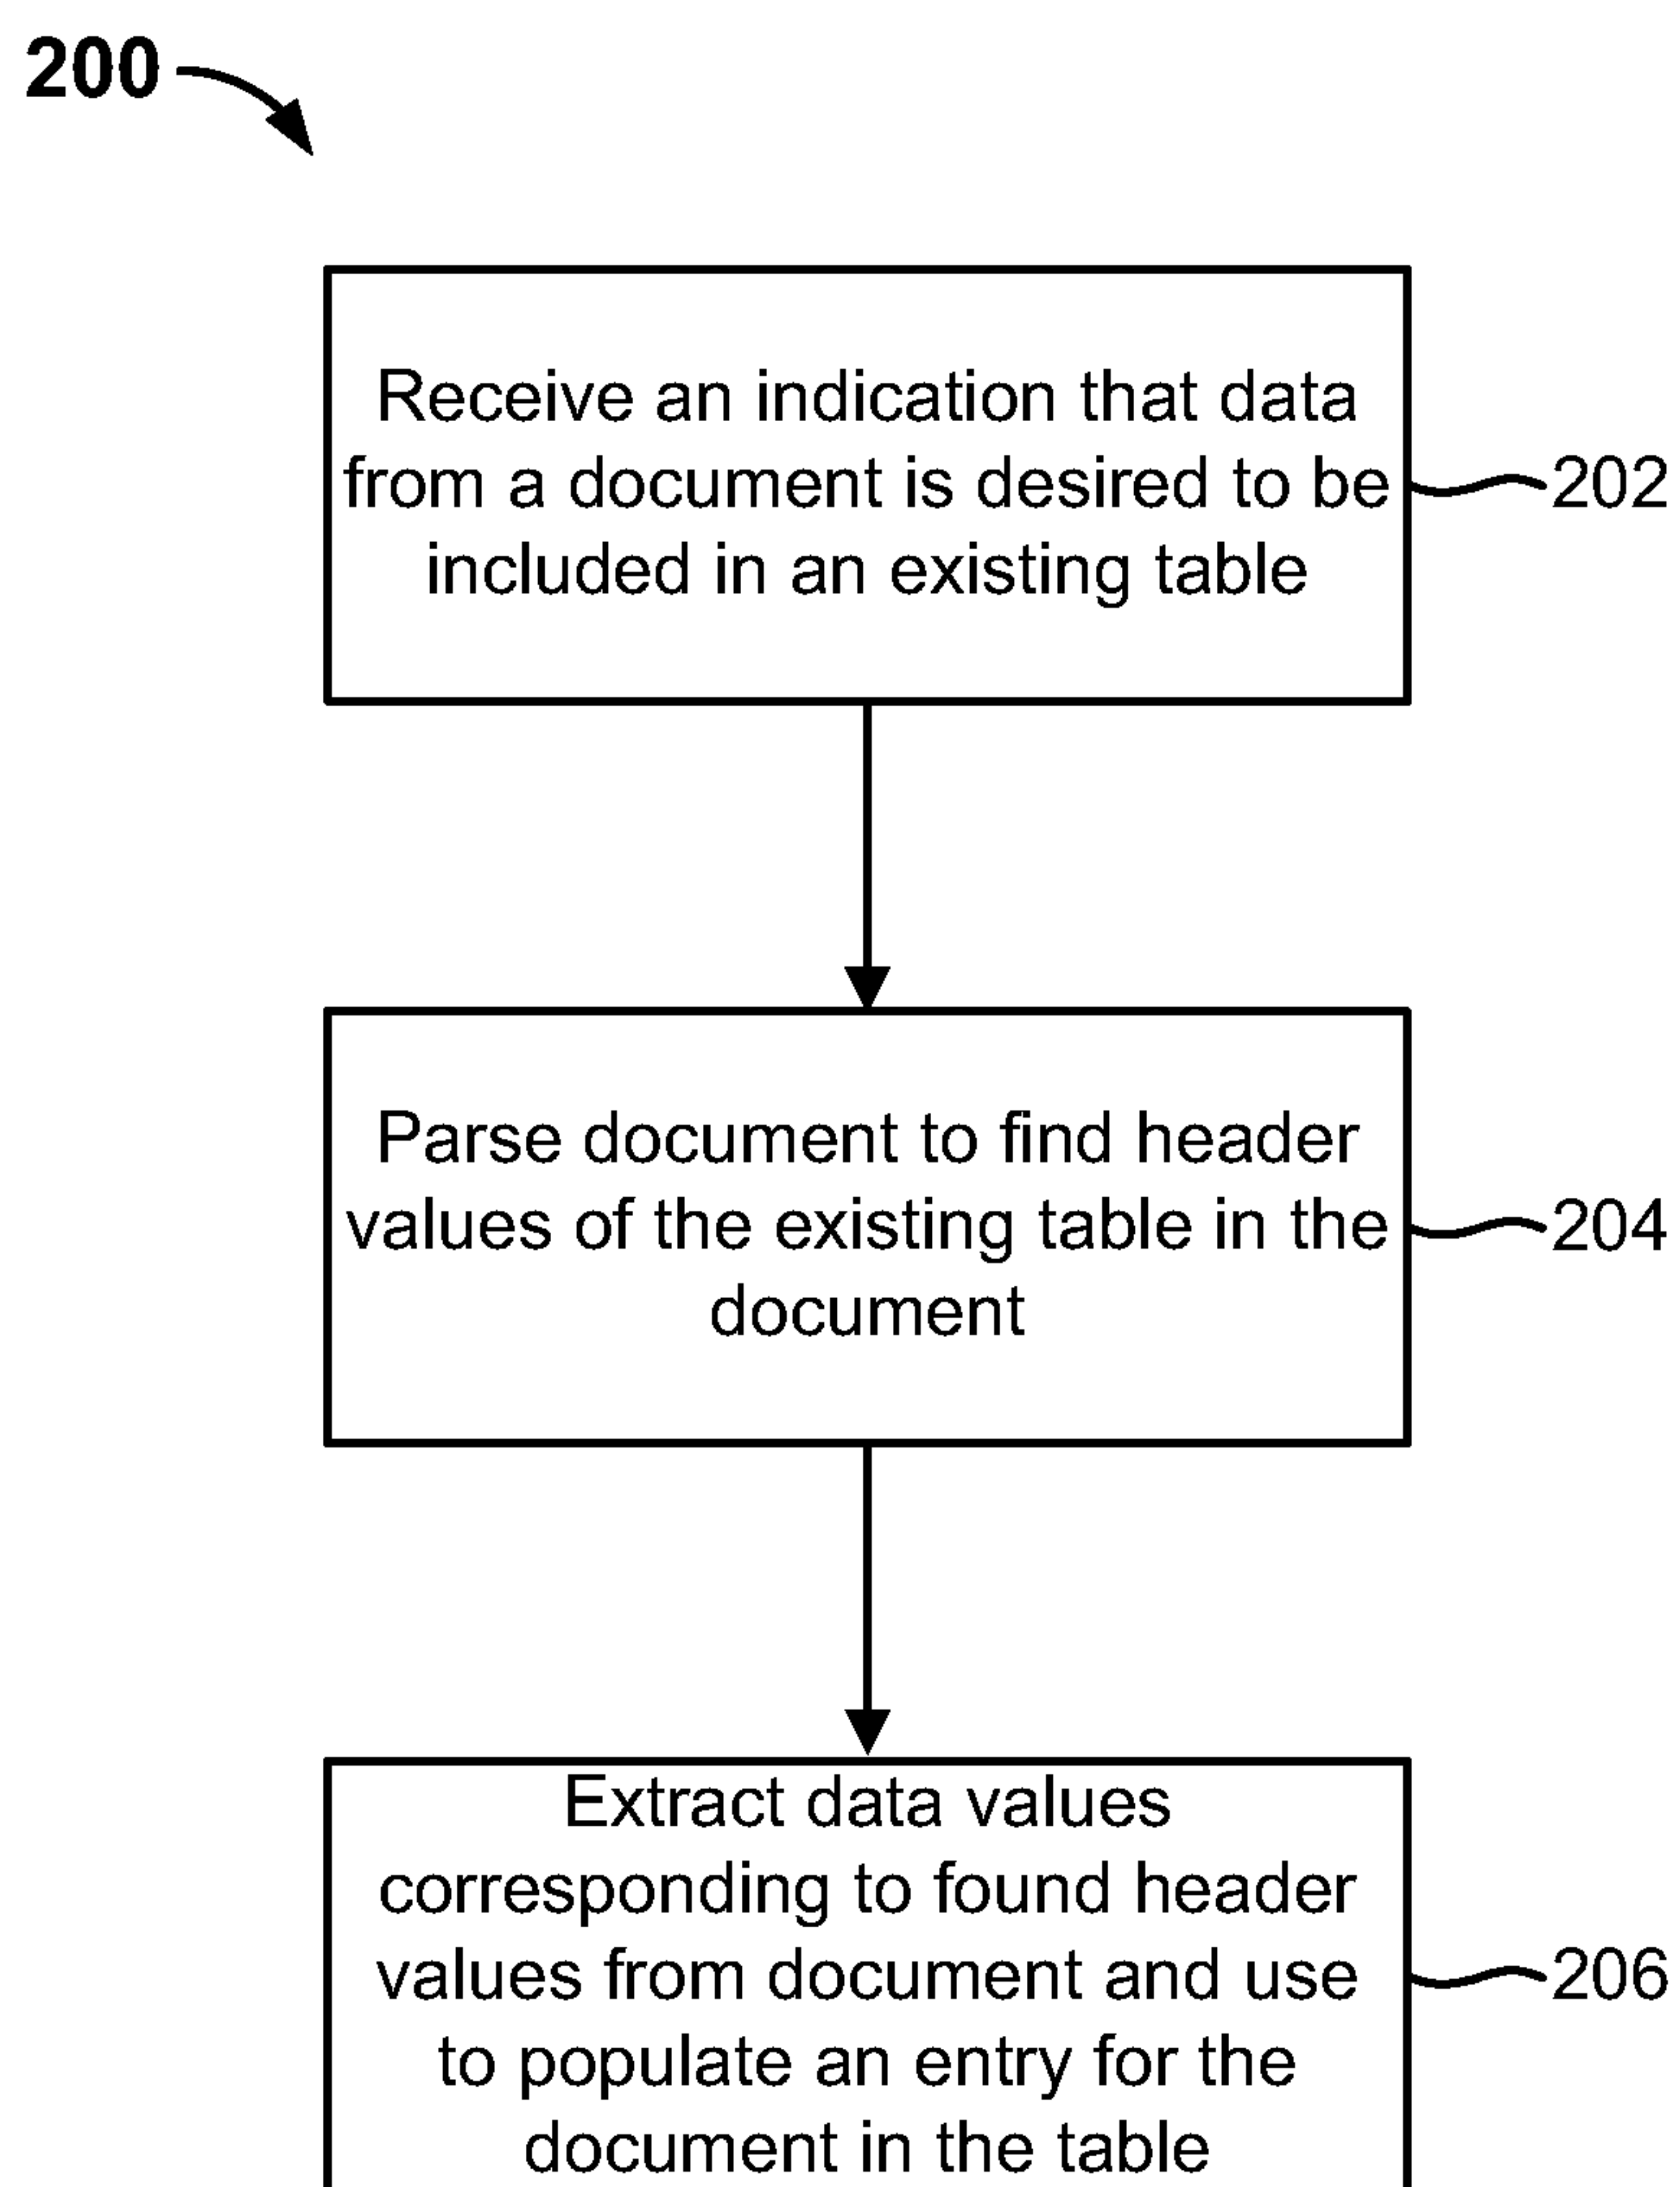 200
Receive an indication that data
from a document is desired to be
included in an existing table
202
Parse document to find header
values of the existing table in the
document
204
Extract data values
corresponding to found header
values from document and use
to populate an entry for the
document in the table
206